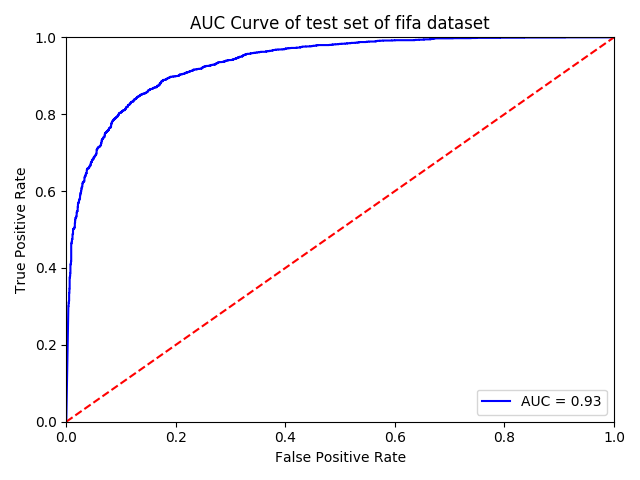 AUC Curve of test set of fifa dataset
True Positive Rate
1.0
0.8
0.6
0.4
0.2
0.0
AUC = 0.93
0.0 0.2 0.4 0.6 0.8 1.0
False Positive Rate